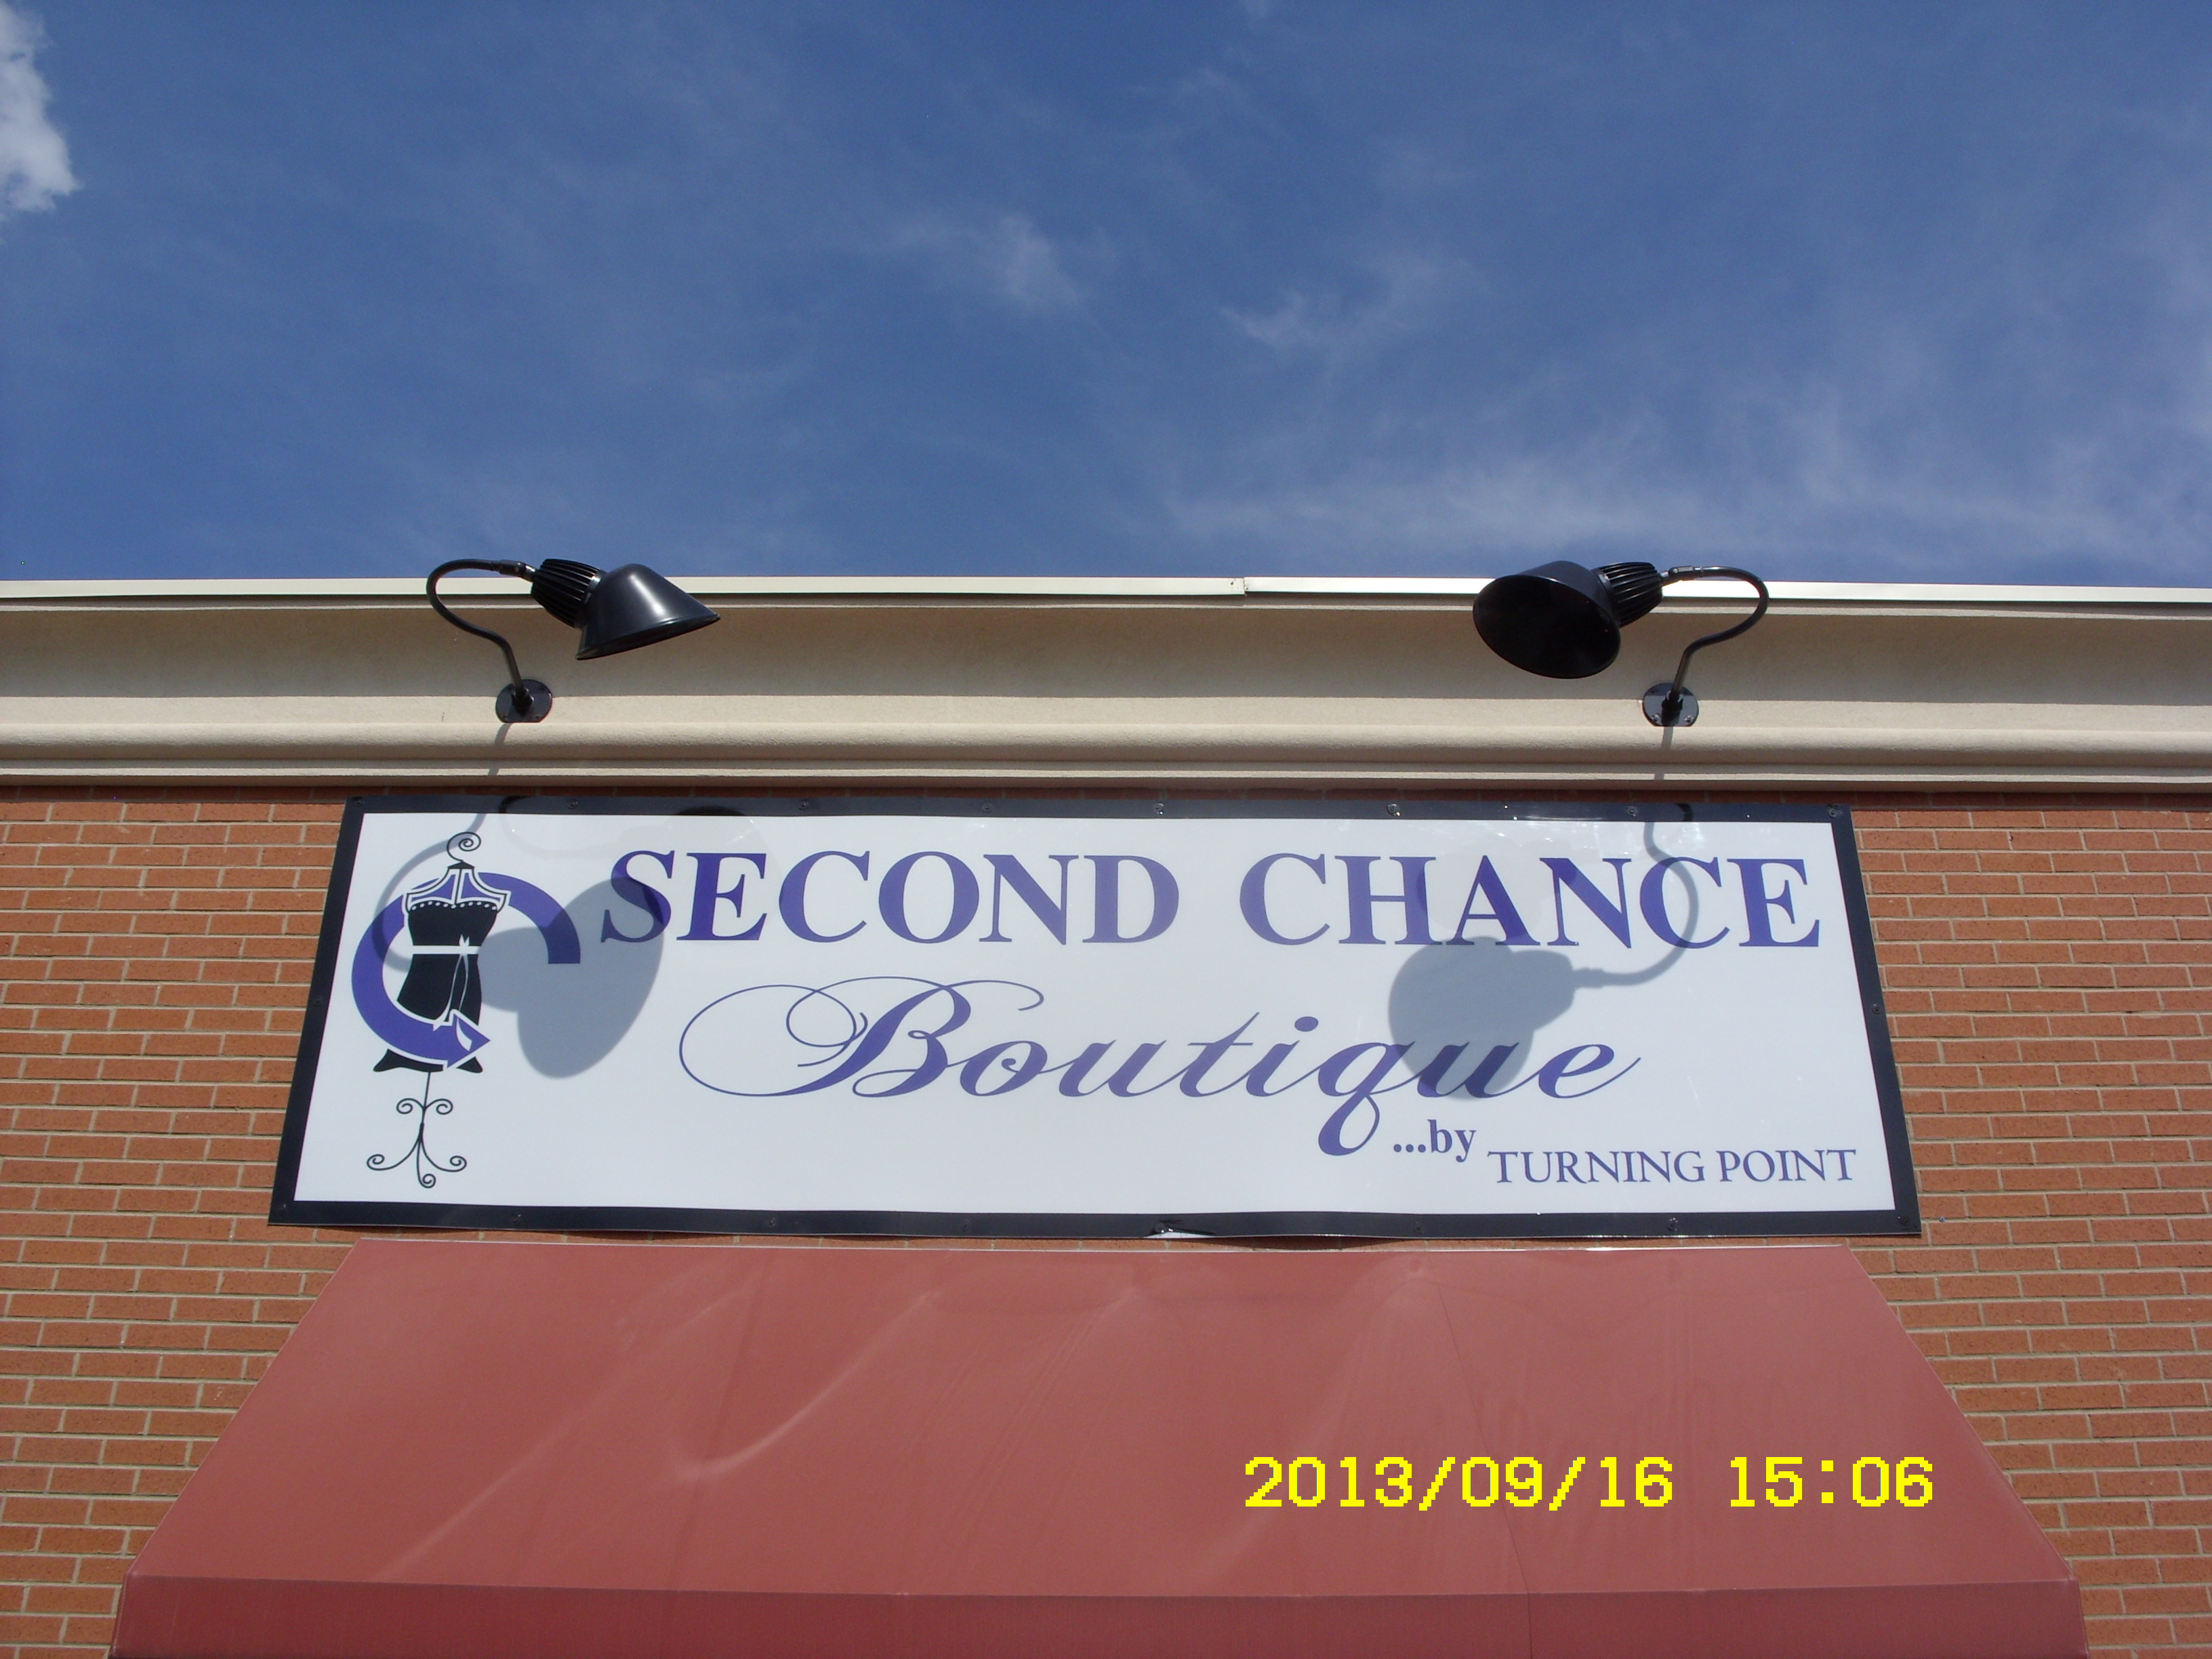 SECOND CHANCE
Boutique
...by TURNING POINT
2013/09/16 15:06